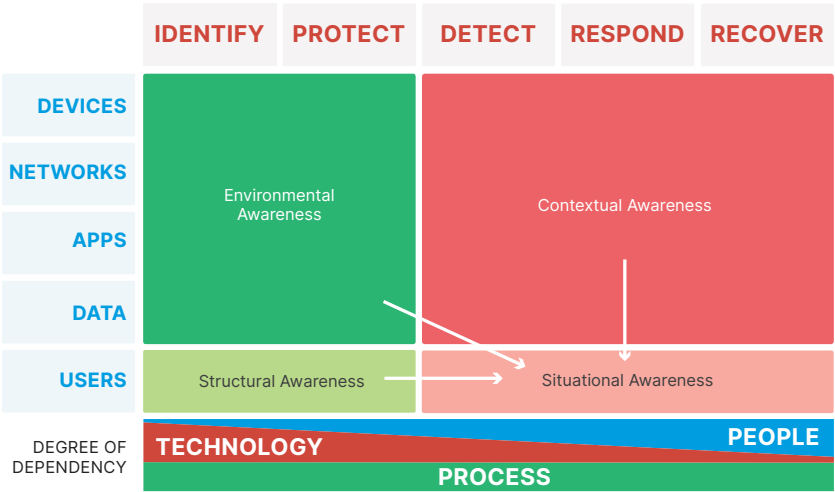 IDENTIFY PROTECT DETECT RESPOND RECOVER
DEVICES
NETWORKS
APPS
DATA
USERS
Environmental
Awareness
Contextual Awareness
Structural Awareness
Situational Awareness
DEGREE OF
DEPENDENCY
TECHNOLOGY
PEOPLE
PROCESS